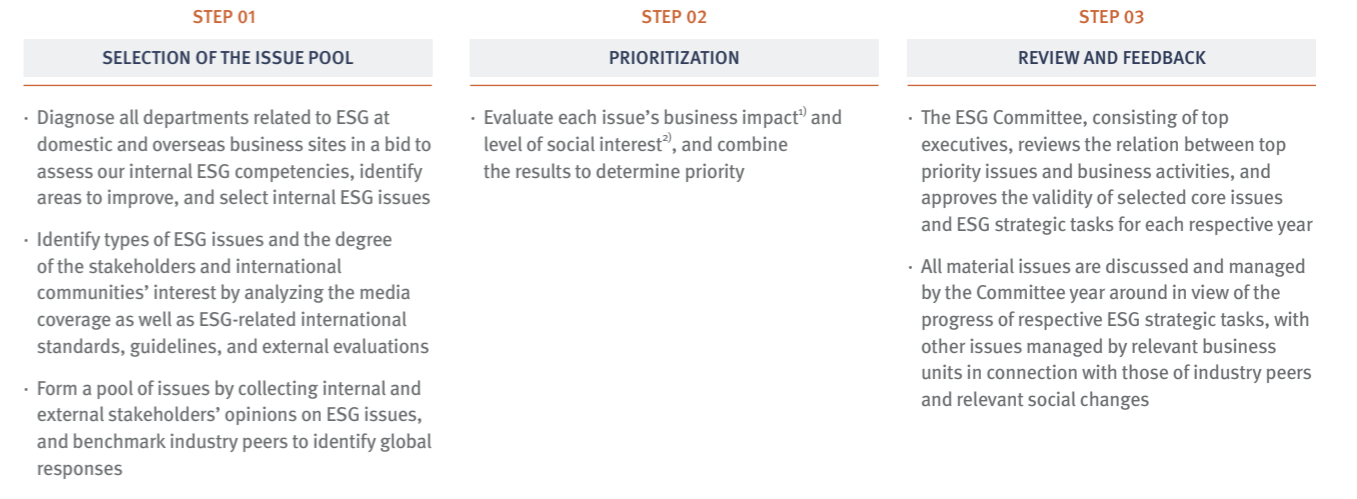 STEP 01
SELECTION OF THE ISSUE POOL
· Diagnose all departments related to ESG at
domestic and overseas business sites in a bid to
assess our internal ESG competencies, identify
areas to improve, and select internal ESG issues
· Identify types of ESG issues and the degree
of the stakeholders and international
communities’ interest by analyzing the media
coverage as well as ESG-related international
standards, guidelines, and external evaluations
· Form a pool of issues by collecting internal and
external stakeholders’ opinions on ESG issues,
and benchmark industry peers to identify global
responses
STEP 02
PRIORITIZATION
· Evaluate each issue’s business impact¹⁾ and
level of social interest²⁾, and combine
the results to determine priority
STEP 03
REVIEW AND FEEDBACK
· The ESG Committee, consisting of top
executives, reviews the relation between top
priority issues and business activities, and
approves the validity of selected core issues
and ESG strategic tasks for each respective year
· All material issues are discussed and managed
by the Committee year around in view of the
progress of respective ESG strategic tasks, with
other issues managed by relevant business
units in connection with those of industry peers
and relevant social changes